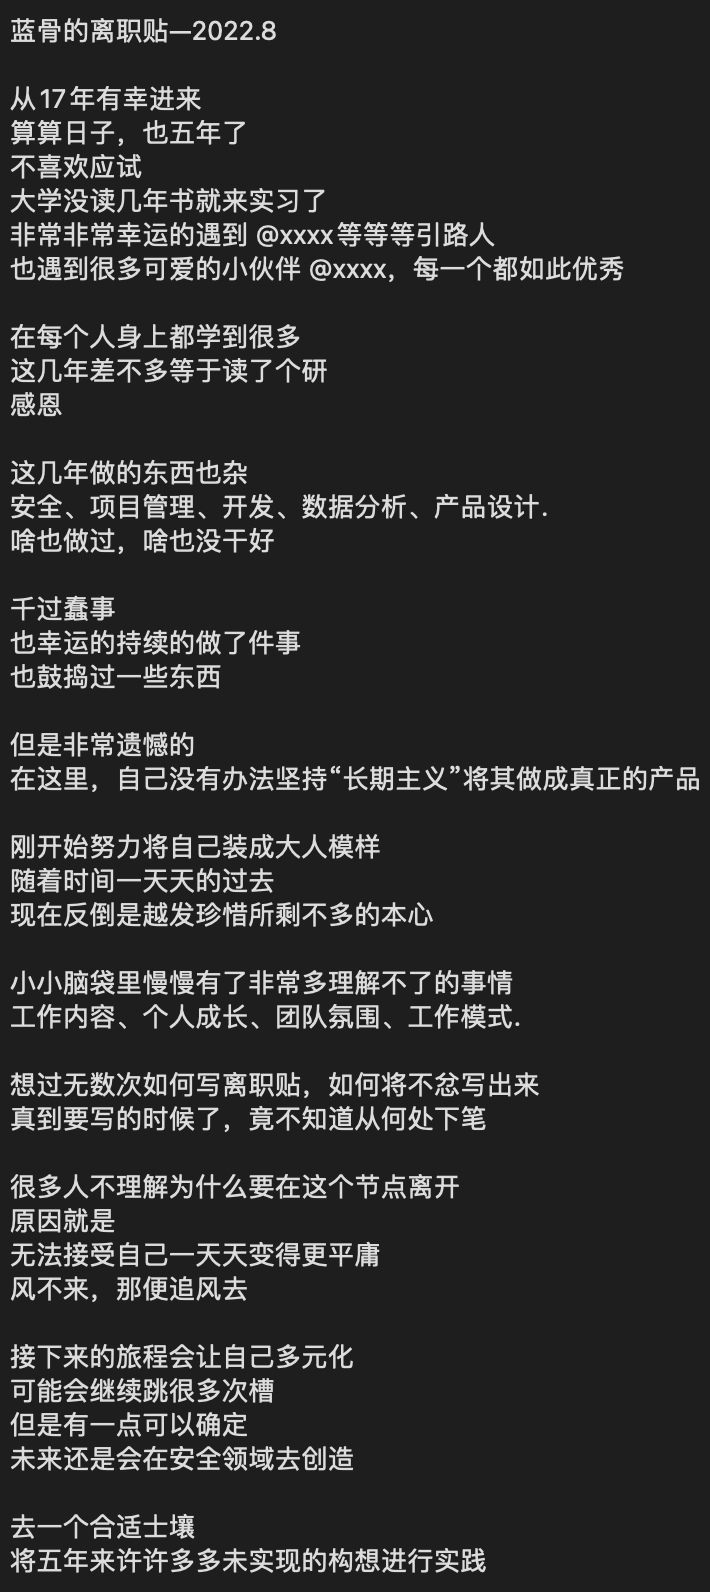 蓝骨的离职贴—2022.8
从17年有幸进来
算算日子，也五年了
不喜欢应试
大学没读几年书就来实习了
非常非常幸运的遇到 @xxxx等等等引路人
也遇到很多可爱的小伙伴 @xxxx，每一个都如此优秀
在每个人身上都学到很多
这几年差不多等于读了个研
感恩
这几年做的东西也杂
安全、项目管理、开发、数据分析、产品设计.
啥也做过，啥也没干好
千过蠢事
也幸运的持续的做了件事
也鼓捣过一些东西
但是非常遗憾的
在这里，自己没有办法坚持“长期主义”将其做成真正的产品
刚开始努力将自己装成大人模样
随着时间一天天的过去
现在反倒是越发珍惜所剩不多的本心
小小脑袋里慢慢有了非常多理解不了的事情
工作内容、个人成长、团队氛围、工作模式.
想过无数次如何写离职贴，如何将不忿写出来
真到要写的时候了，竟不知道从何处下笔
很多人不理解为什么要在这个节点离开
原因就是
无法接受自己一天天变得更平庸
风不来，那便追风去
接下来的旅程会让自己多元化
可能会继续跳很多次槽
但是有一点可以确定
未来还是会在安全领域去创造
去一个合适士壤
将五年来许许多多未实现的构想进行实践